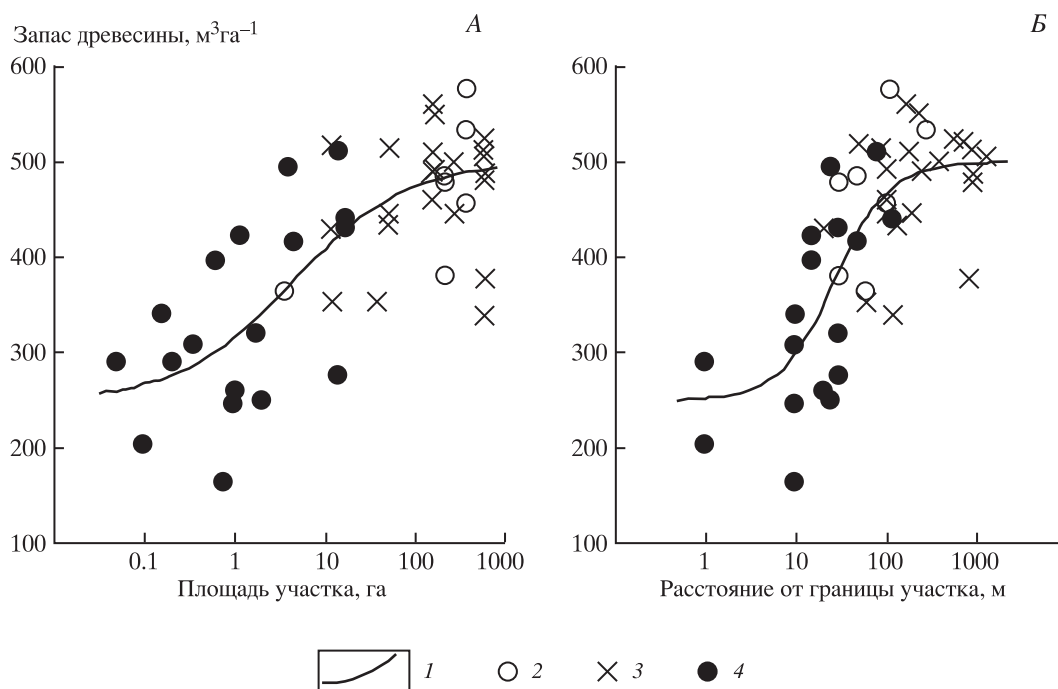 Запас древесины, м³га⁻¹
А
Б
600
500
400
300
200
100
0.1 1 10 100 1000
Площадь участка, га
600
500
400
300
200
100
1 10 100 1000
Расстояние от границы участка, м
1 2 3 4